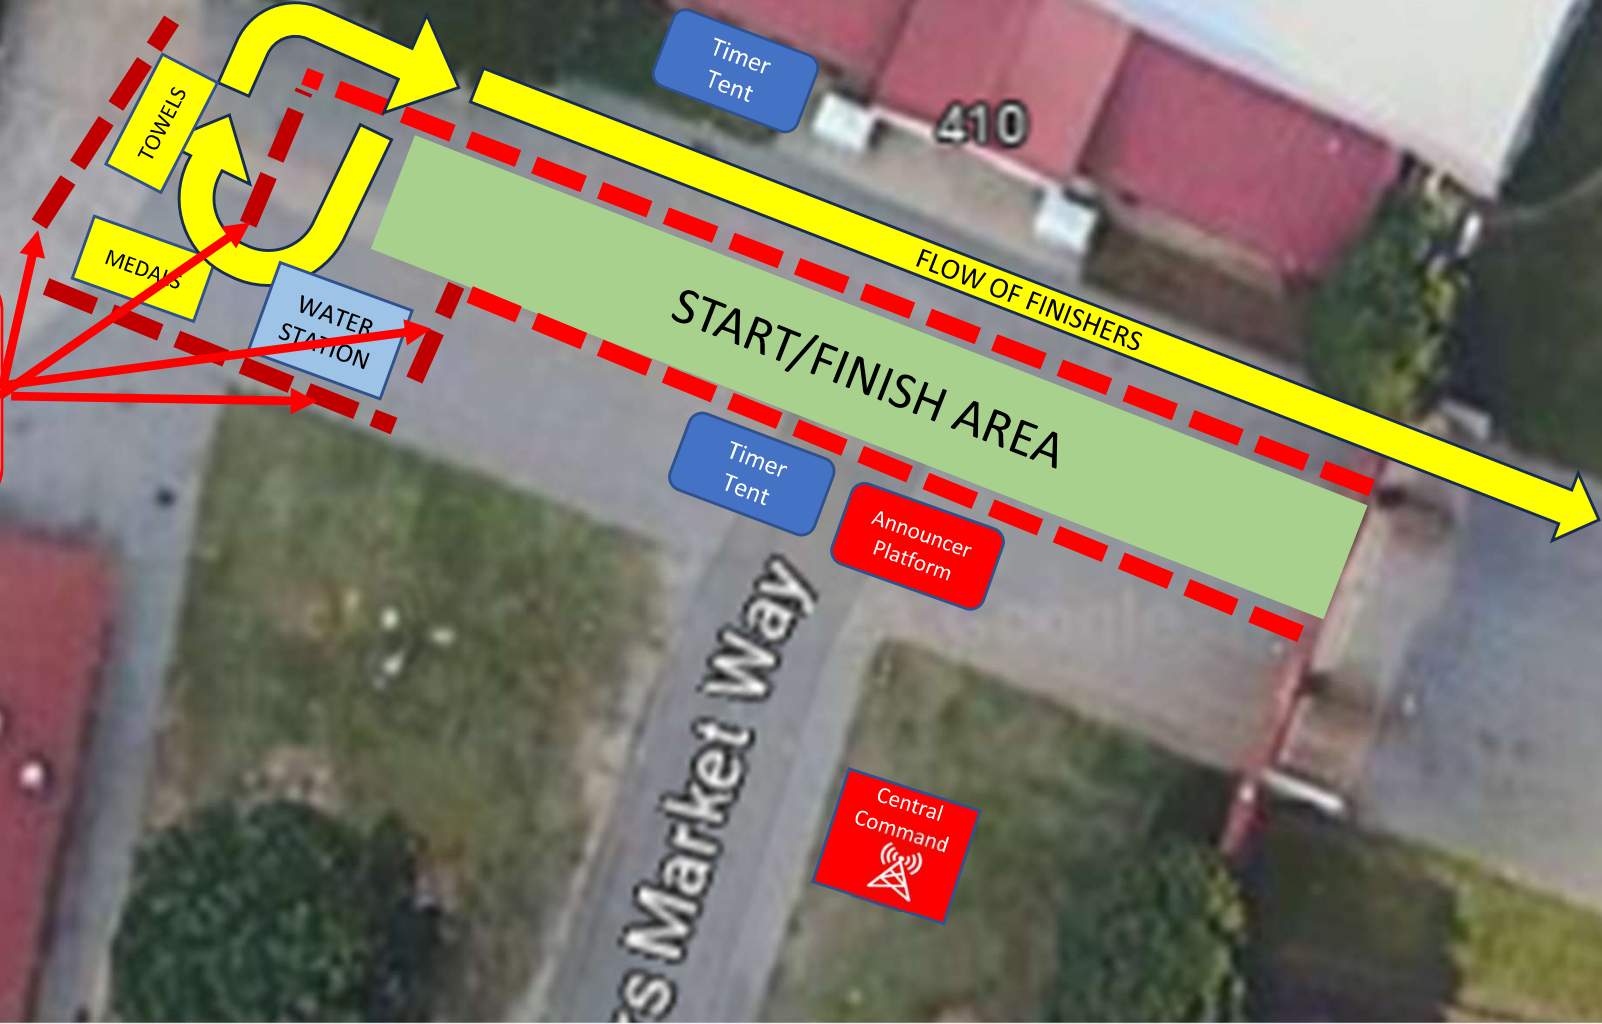 Timer
Tent
TOWELS
410
MEDALS
WATER
STATION
FLOW OF FINISHERS
START/FINISH AREA
Timer
Tent
Announcer
Platform
rs Market Way
Central
Command